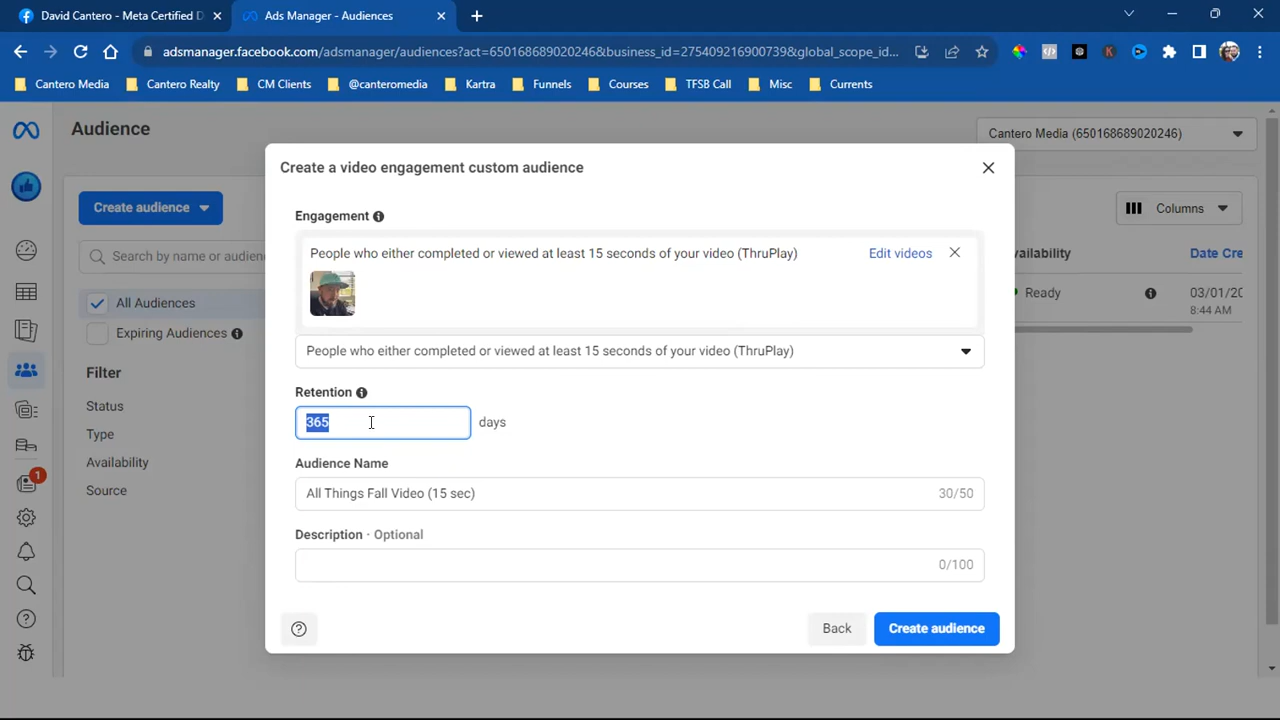 David Cantero - Meta Certified D
Ads Manager - Audiences
adsmanager.facebook.com/adsmanager/audiences?act=650168689020246&business_id=275409216900739&global_scope_id...
Cantero Media
Cantero Realty
CM Clients
@canteromedia
Kartra
Funnels
Courses
TFSB Call
Misc
Currents
Audience
Cantero Media (650168689020246)
Create audience
Columns
Search by name or audienc
vailability
Date Cre
All Audiences
Ready
03/01/20
8:44 AM
Expiring Audiences
Filter
Status
Type
Availability
Source
1
Create a video engagement custom audience
Engagement
People who either completed or viewed at least 15 seconds of your video (ThruPlay)
Edit videos
People who either completed or viewed at least 15 seconds of your video (ThruPlay)
Retention
365
days
Audience Name
All Things Fall Video (15 sec)
30/50
Description · Optional
0/100
Back
Create audience